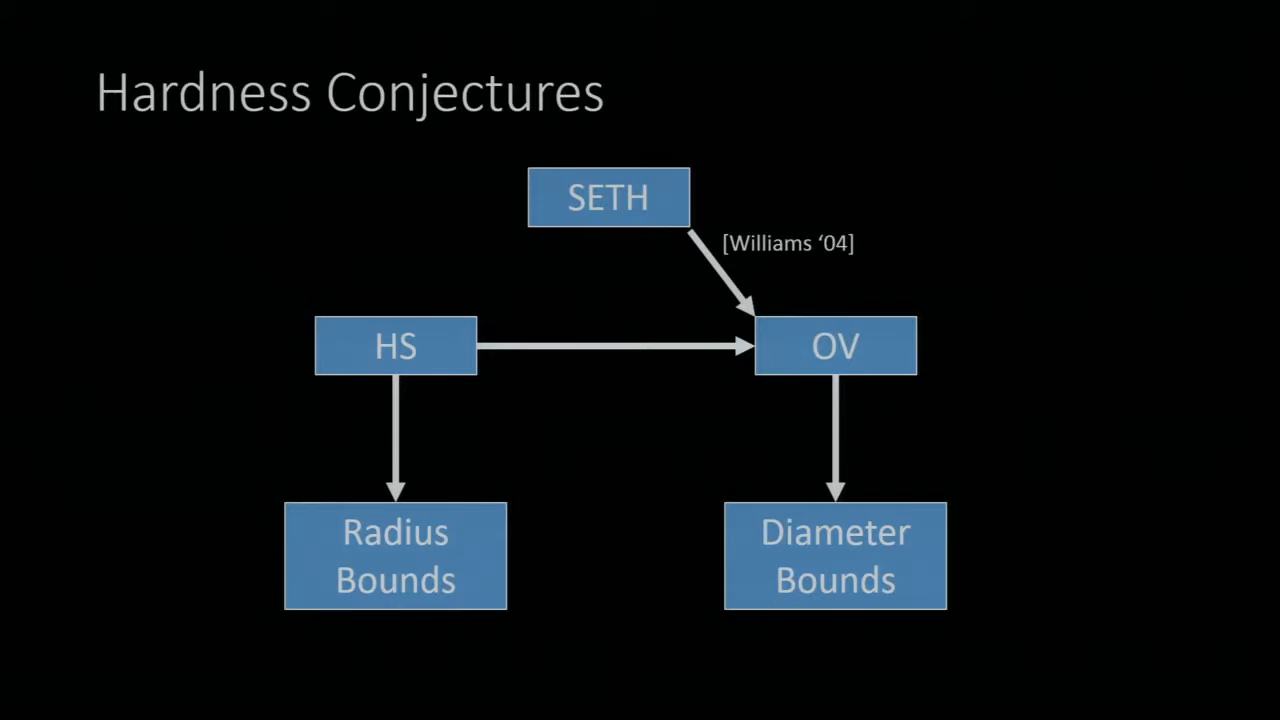 Hardness Conjectures
SETH
[Williams ‘04]
HS
OV
Radius
Bounds
Diameter
Bounds